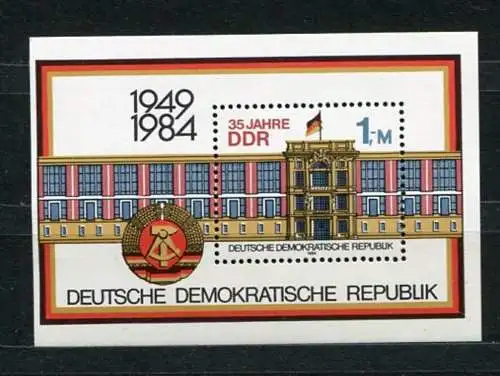 1949
1984
35 JAHRE
DDR
1,-M
DEUTSCHE DEMOKRATISCHE REPUBLIK
1984
DEUTSCHE DEMOKRATISCHE REPUBLIK